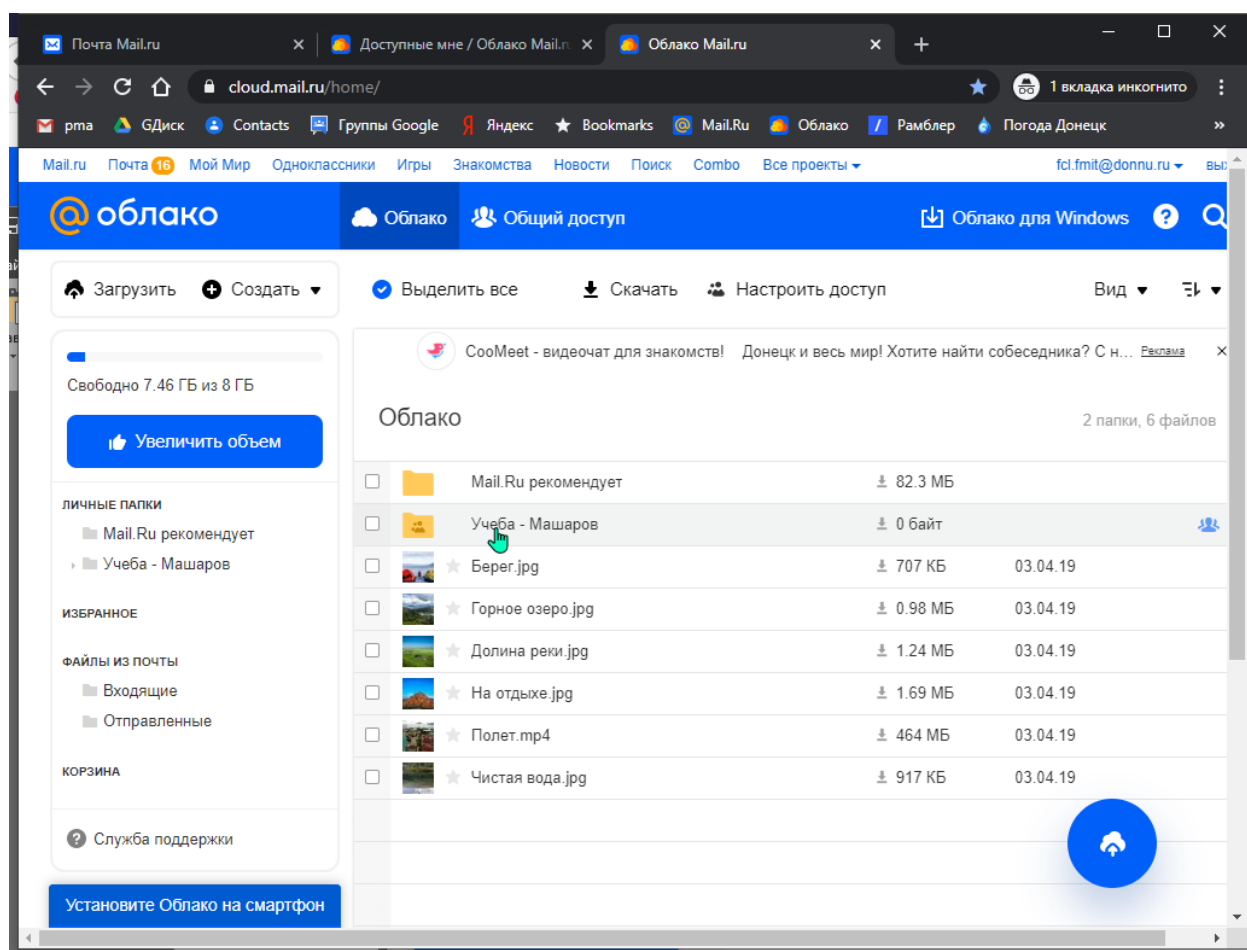 Почта Mail.ru
Доступные мне / Облако Mail.ru
Облако Mail.ru
cloud.mail.ru/home/
1 вкладка инкогнито
pma GДиск Contacts Группы Google Яндекс Bookmarks Mail.Ru Облако Рамблер Погода Донецк »
Mail.ru Почта 16 Мой Мир Одноклассники Игры Знакомства Новости Поиск Combo Все проекты fcl.fmit@donnu.ru
облако Облако Общий доступ Облако для Windows ?
Загрузить Создать Выделить все Скачать Настроить доступ Вид
CooMeet - видеочат для знакомств! Донецк и весь мир! Хотите найти собеседника? С н... Реклама
Свободно 7.46 ГБ из 8 ГБ
Увеличить объем
Облако
2 папки, 6 файлов
ЛИЧНЫЕ ПАПКИ
Mail.Ru рекомендует
Учеба - Машаров
ИЗБРАННОЕ
ФАЙЛЫ ИЗ ПОЧТЫ
Входящие
Отправленные
КОРЗИНА
Служба поддержки
Установите Облако на смартфон
Mail.Ru рекомендует 82.3 МБ
Учеба - Машаров 0 байт
Берег.jpg 707 КБ 03.04.19
Горное озеро.jpg 0.98 МБ 03.04.19
Долина реки.jpg 1.24 МБ 03.04.19
На отдыхе.jpg 1.69 МБ 03.04.19
Полет.mp4 464 МБ 03.04.19
Чистая вода.jpg 917 КБ 03.04.19